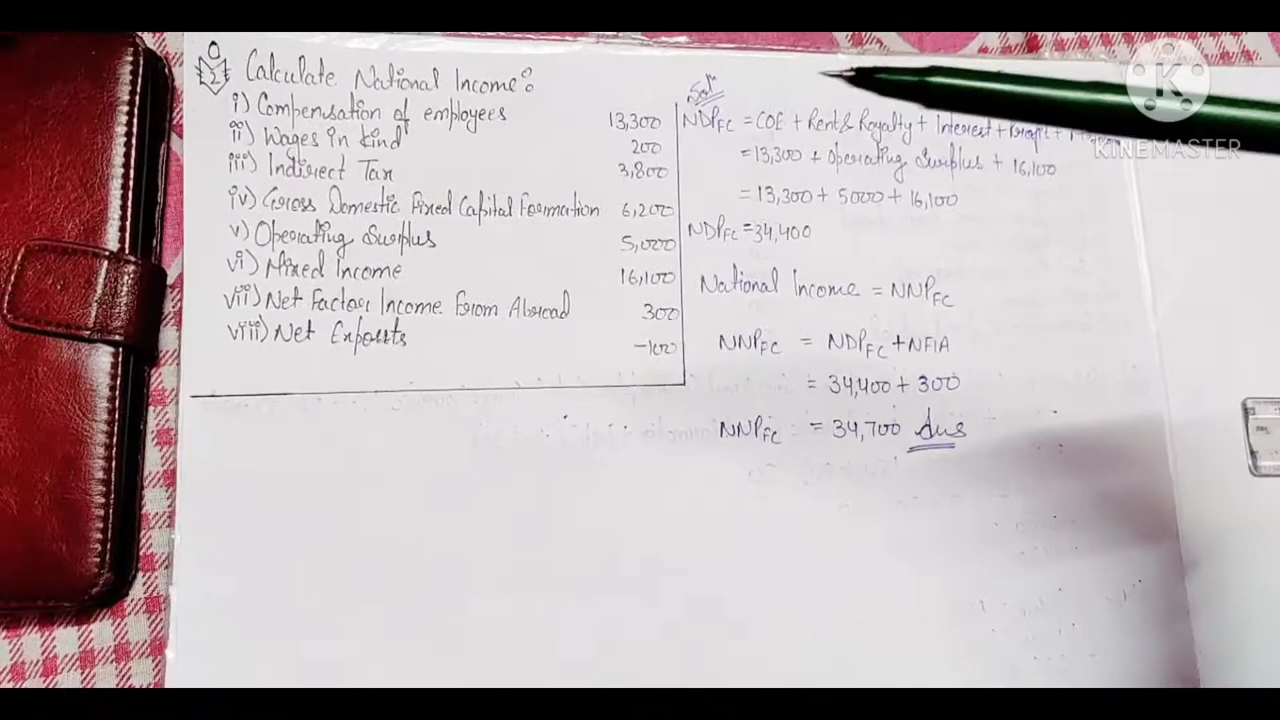 Q2
Calculate National Income:
i) Compensation of employees 13,300
ii) Wages in kind 200
iii) Indirect Tax 3,800
iv) Gross Domestic Fixed Capital Formation 6,200
v) Operating Surplus 5,000
vi) Mixed Income 16,100
vii) Net Factor Income From Abroad 300
viii) Net Exports -100
Solⁿ
NDPFC = COE + Rent & Royalty + Interest + Profit +
= 13,300 + Operating Surplus + 16,100
= 13,300 + 5000 + 16,100
NDPFC = 34,400
National Income = NNPFC
NNPFC = NDPFC + NFIA
= 34,400 + 300
NNPFC = 34,700 Ans
K
KINEMASTER